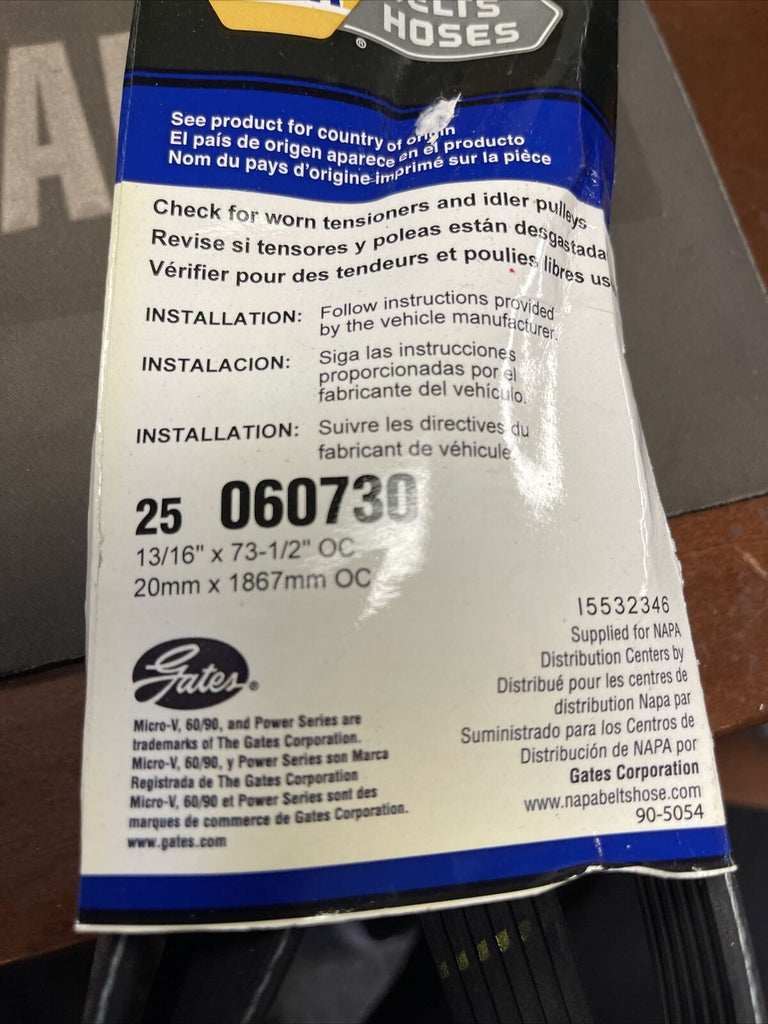 HOSES
®
See product for country of origin
El país de origen aparece en el producto
Nom du pays d'origine imprimé sur la pièce
Check for worn tensioners and idler pulleys
Revise si tensores y poleas están desgastada
Vérifier pour des tendeurs et poulies libres
INSTALLATION: Follow instructions provided
by the vehicle manufacturer.
INSTALACION: Siga las instrucciones
proporcionadas por el
fabricante del vehículo.
INSTALLATION: Suivre les directives du
fabricant de véhicule
25 060730
13/16" x 73-1/2" OC
20mm x 1867mm OC
Gates®
Micro-V, 60/90, and Power Series are
trademarks of The Gates Corporation.
Micro-V, 60/90, y Power Series son Marca
Registrada de The Gates Corporation
Micro-V, 60/90 et Power Series sont des
marques de commerce de Gates Corporation.
www.gates.com
I5532346
Supplied for NAPA
Distribution Centers by
Distribué pour les centres de
distribution Napa par
Suministrado para los Centros de
Distribución de NAPA por
Gates Corporation
www.napabeltshose.com
90-5054